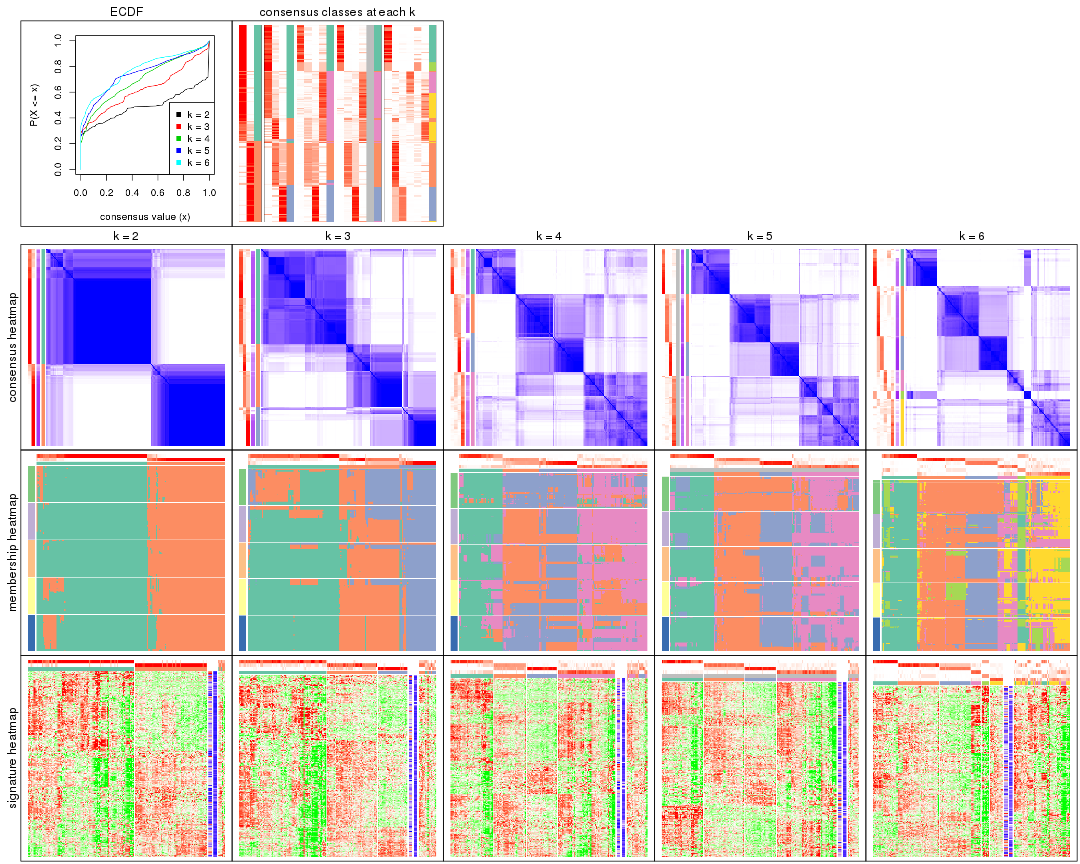 ECDF
consensus classes at each k
P(X <= x)
0.0 0.2 0.4 0.6 0.8 1.0
k = 2
k = 3
k = 4
k = 5
k = 6
0.0 0.2 0.4 0.6 0.8 1.0
consensus value (x)
k = 2
k = 3
k = 4
k = 5
k = 6
consensus heatmap
membership heatmap
signature heatmap